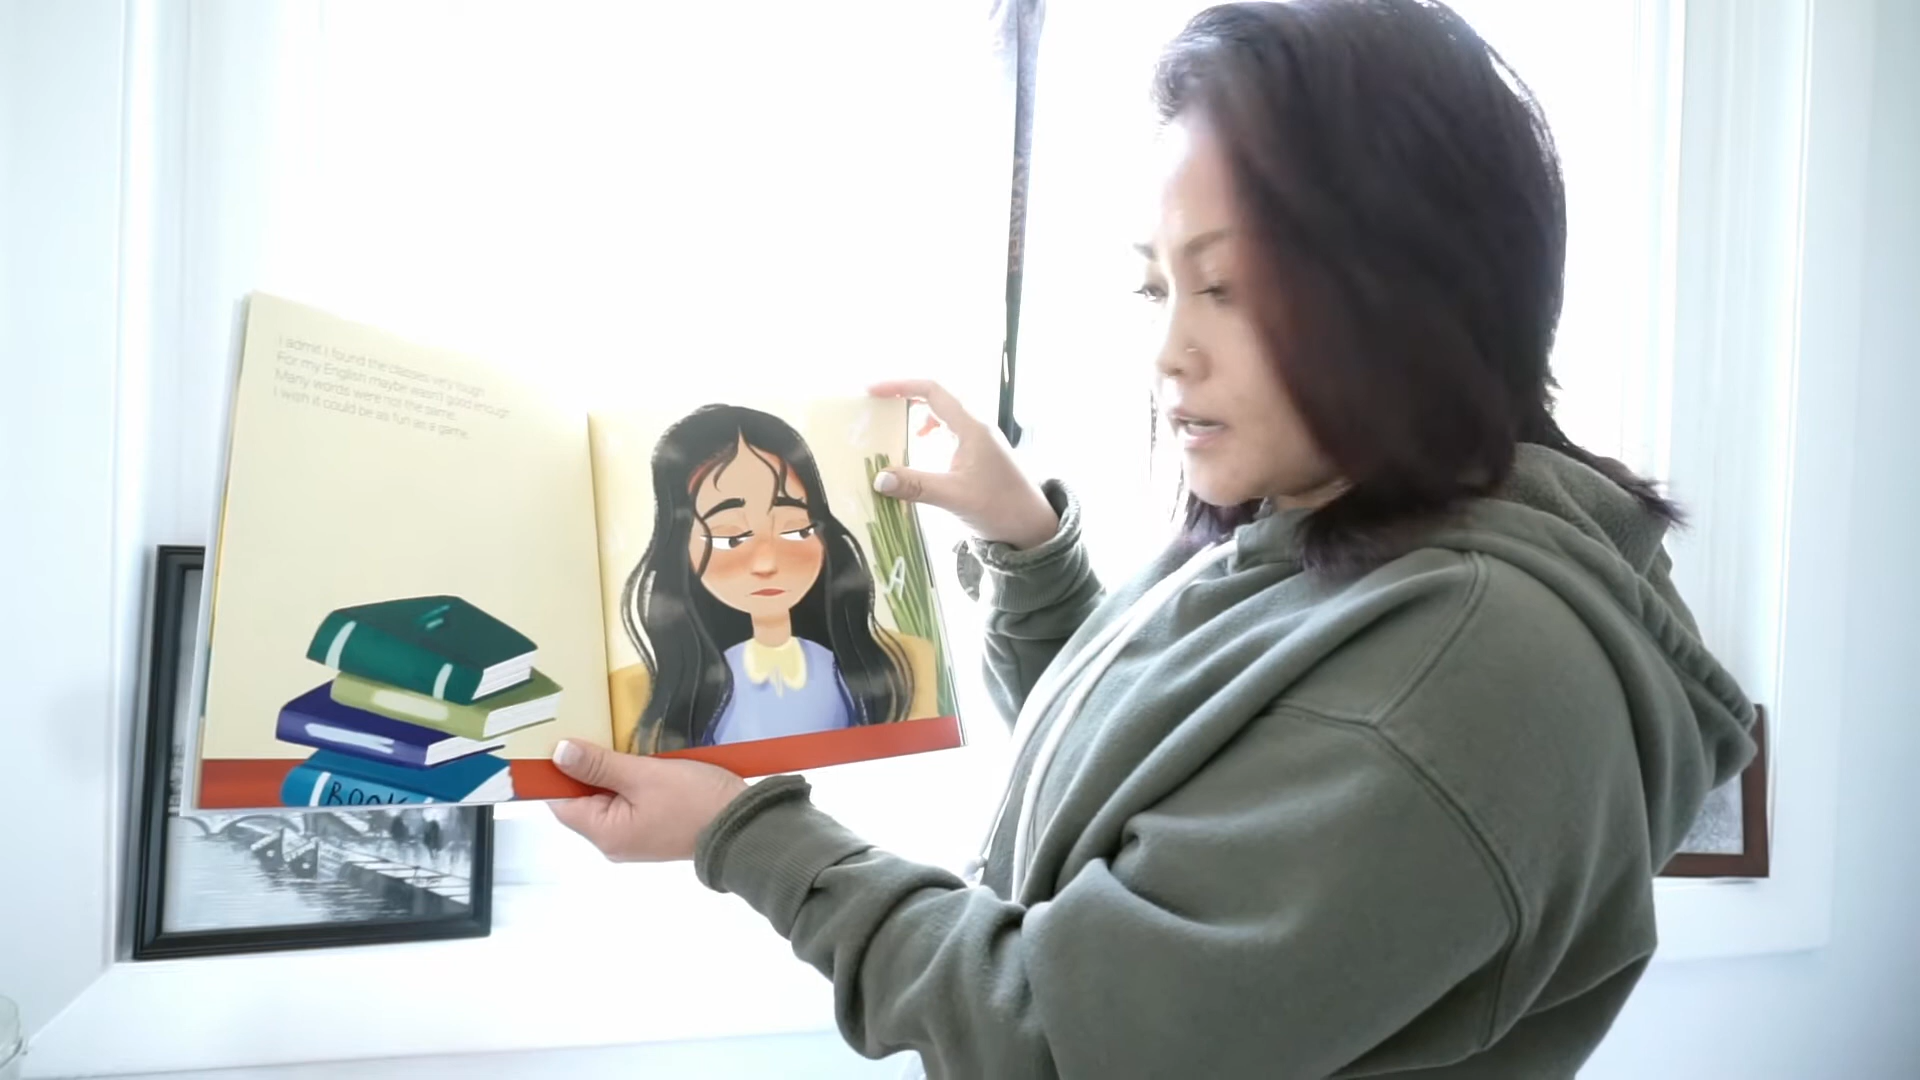 I admit I found the classes very tough
For my English maybe wasn't good enough
Many words were not the same.
I wish it could be as fun as a game.
A
BOOK